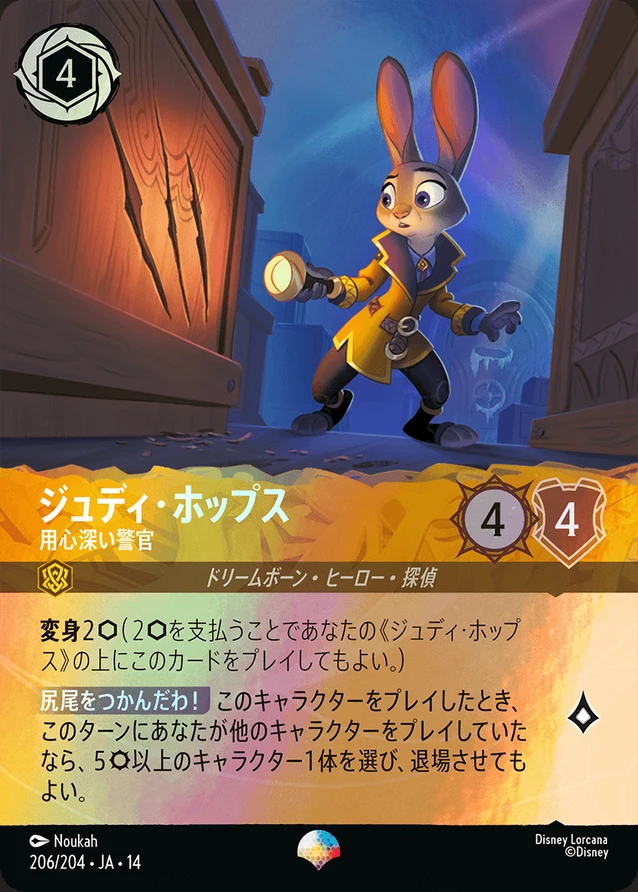 4
ジュディ・ホップス
用心深い警官
4
4
ドリームボーン・ヒーロー・探偵
変身2⬡(2⬡を支払うことであなたの《ジュディ・ホップ
ス》の上にこのカードをプレイしてもよい。)
尻尾をつかんだわ! このキャラクターをプレイしたとき、
このターンにあなたが他のキャラクターをプレイしていた
なら、5¤以上のキャラクター1体を選び、退場させても
よい。
Noukah
206/204・JA・14
Disney Lorcana
©Disney